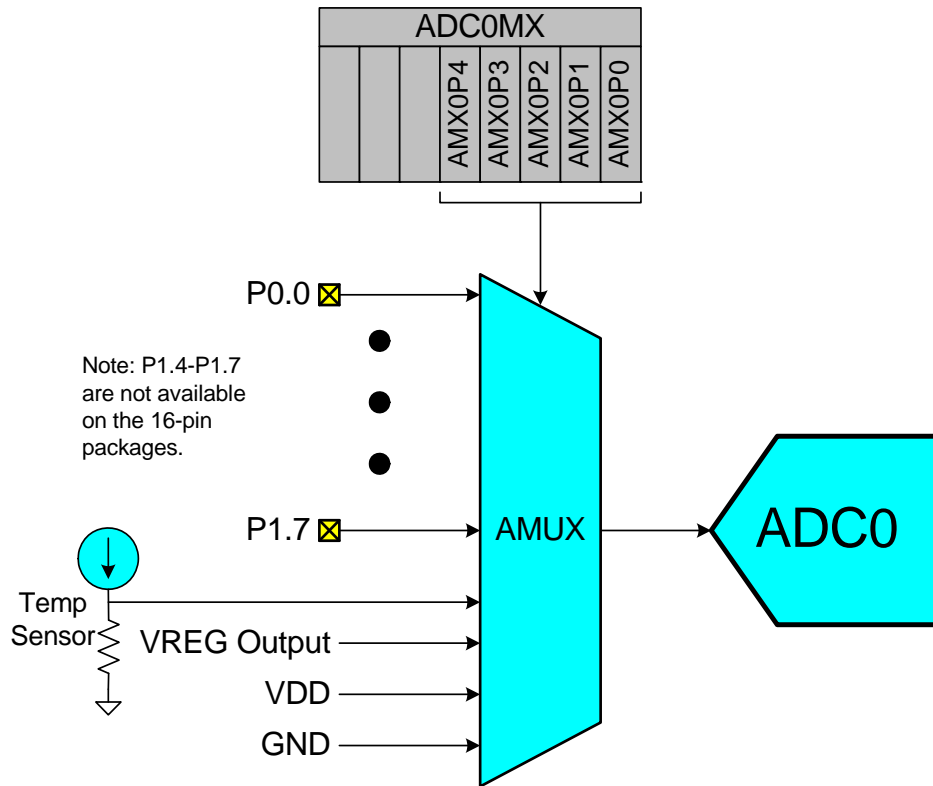 ADC0MX
AMX0P4
AMX0P3
AMX0P2
AMX0P1
AMX0P0
P0.0
Note: P1.4-P1.7
are not available
on the 16-pin
packages.
P1.7
AMUX
ADC0
Temp
Sensor
VREG Output
VDD
GND